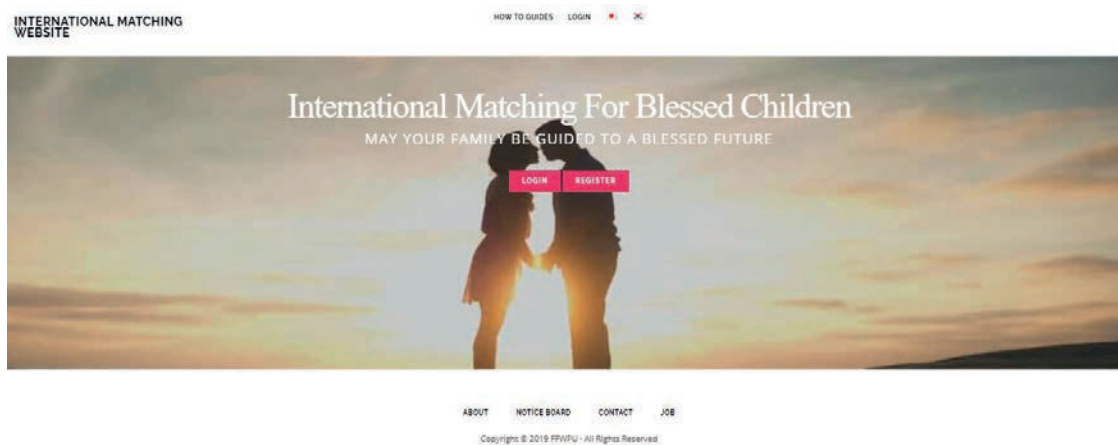 INTERNATIONAL MATCHING
WEBSITE
HOW TO GUIDES LOGIN
International Matching For Blessed Children
MAY YOUR FAMILY BE GUIDED TO A BLESSED FUTURE
LOGIN REGISTER
ABOUT NOTICE BOARD CONTACT JOB
Copyright © 2019 FFWPU - All Rights Reserved